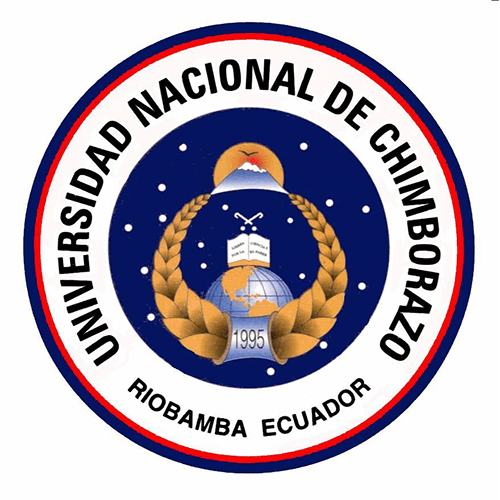 UNIVERSIDAD NACIONAL DE CHIMBORAZO
1995
RIOBAMBA ECUADOR